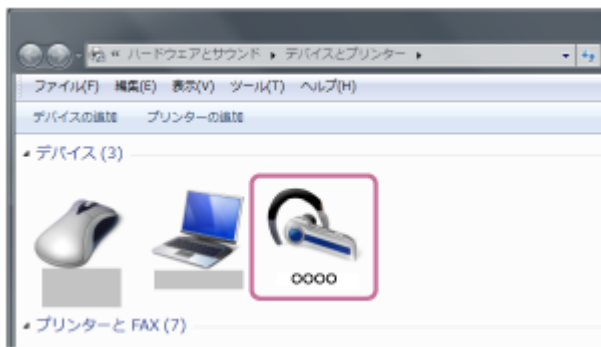 « ハードウェアとサウンド ▸ デバイスとプリンター ▸
ファイル(F) 編集(E) 表示(V) ツール(T) ヘルプ(H)
デバイスの追加 プリンターの追加
デバイス (3)
○○○○
プリンターと FAX (7)